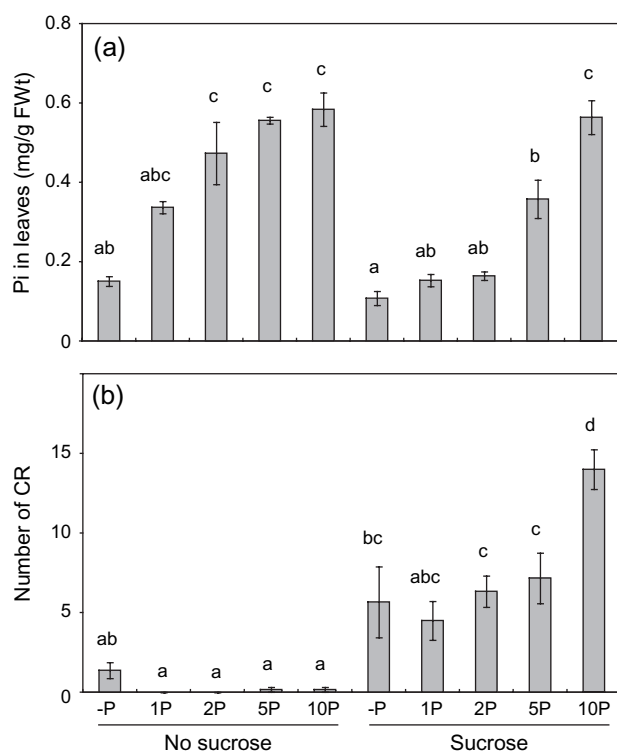 0.8
(a)
c
c
c
c
0.6
b
abc
0.4
ab
ab
ab
a
0.2
0
Pi in leaves (mg/g FWt)
(b)
d
15
c
c
bc
10
abc
5
ab
a
a
a
a
0
Number of CR
-P 1P 2P 5P 10P -P 1P 2P 5P 10P
No sucrose Sucrose